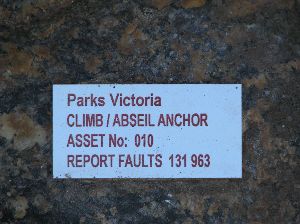 Parks Victoria
CLIMB / ABSEIL ANCHOR
ASSET No: 010
REPORT FAULTS 131 963